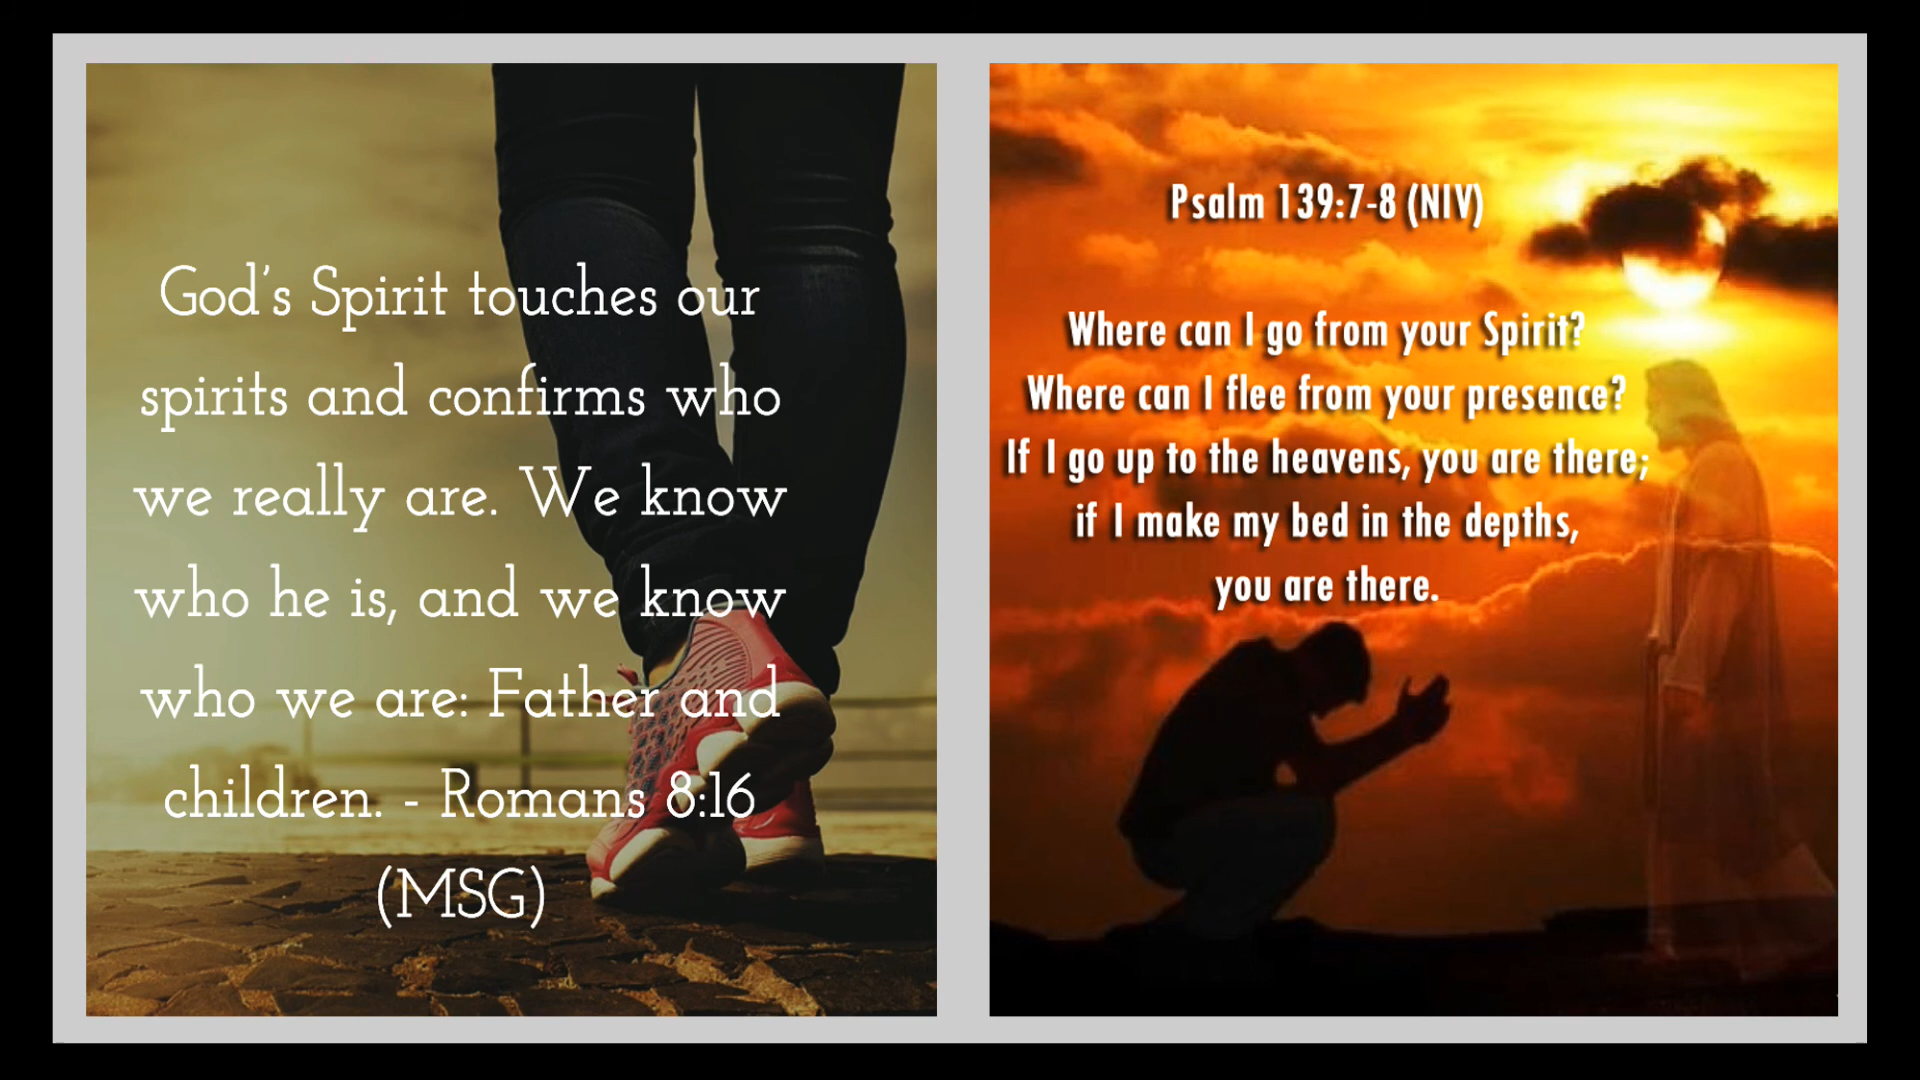 God's Spirit touches our
spirits and confirms who
we really are. We know
who he is, and we know
who we are: Father and
children. - Romans 8:16
(MSG)
Psalm 139:7-8 (NIV)
Where can I go from your Spirit?
Where can I flee from your presence?
If I go up to the heavens, you are there;
if I make my bed in the depths,
you are there.